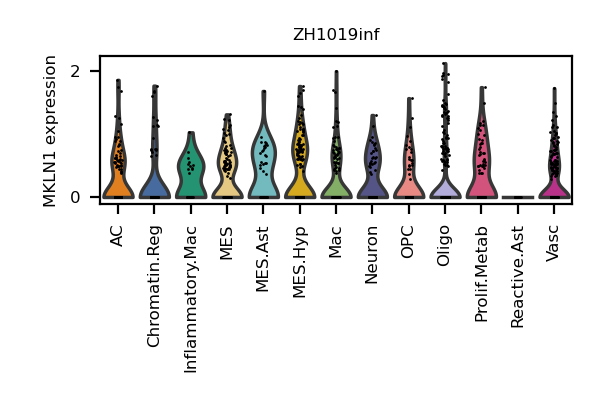 ZH1019inf
MKLN1 expression
2
0
AC
Chromatin.Reg
Inflammatory.Mac
MES
MES.Ast
MES.Hyp
Mac
Neuron
OPC
Oligo
Prolif.Metab
Reactive.Ast
Vasc